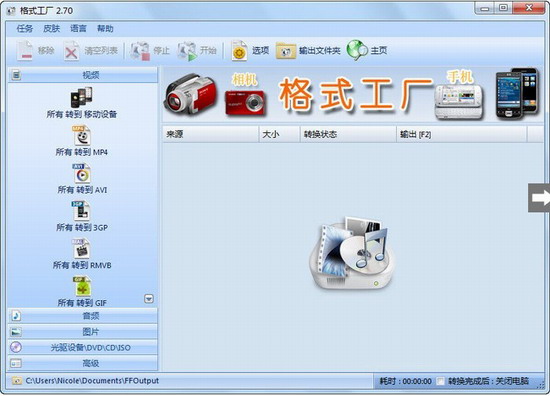 格式工厂 2.70
任务 皮肤 语言 帮助
移除 清空列表 停止 开始 选项 输出文件夹 主页
视频
所有 转到 移动设备
MP4
所有 转到 MP4
AVI
所有 转到 AVI
3GP
所有 转到 3GP
所有 转到 RMVB
GIF
所有 转到 GIF
音频
图片
光驱设备\DVD\CD\ISO
高级
相机 格式工厂 手机
来源 大小 转换状态 输出 [F2]
C:\Users\Nicole\Documents\FFOutput
耗时 : 00:00:00 转换完成后 : 关闭电脑